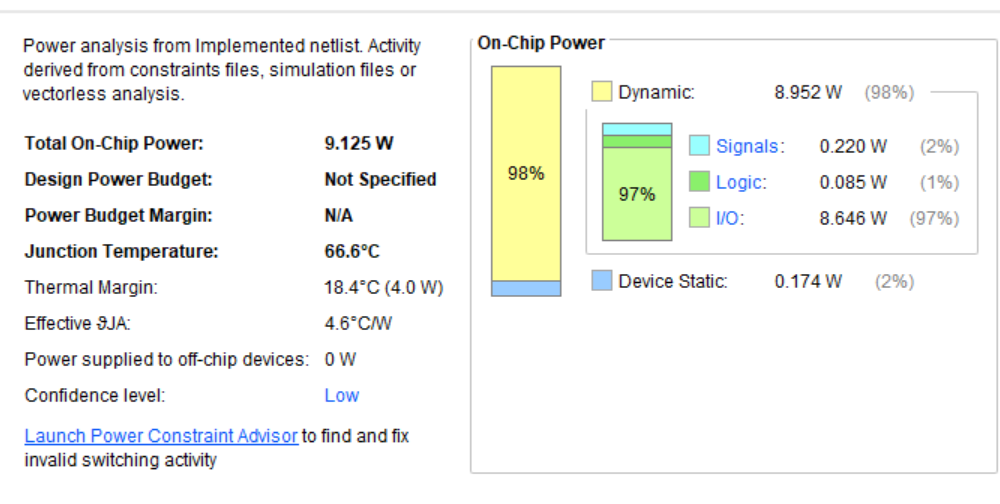 Power analysis from Implemented netlist. Activity
derived from constraints files, simulation files or
vectorless analysis.
Total On-Chip Power: 9.125 W
Design Power Budget: Not Specified
Power Budget Margin: N/A
Junction Temperature: 66.6°C
Thermal Margin: 18.4°C (4.0 W)
Effective ϑJA: 4.6°C/W
Power supplied to off-chip devices: 0 W
Confidence level: Low
Launch Power Constraint Advisor to find and fix
invalid switching activity
On-Chip Power
98%
Dynamic: 8.952 W (98%)
97%
Signals: 0.220 W (2%)
Logic: 0.085 W (1%)
I/O: 8.646 W (97%)
Device Static: 0.174 W (2%)